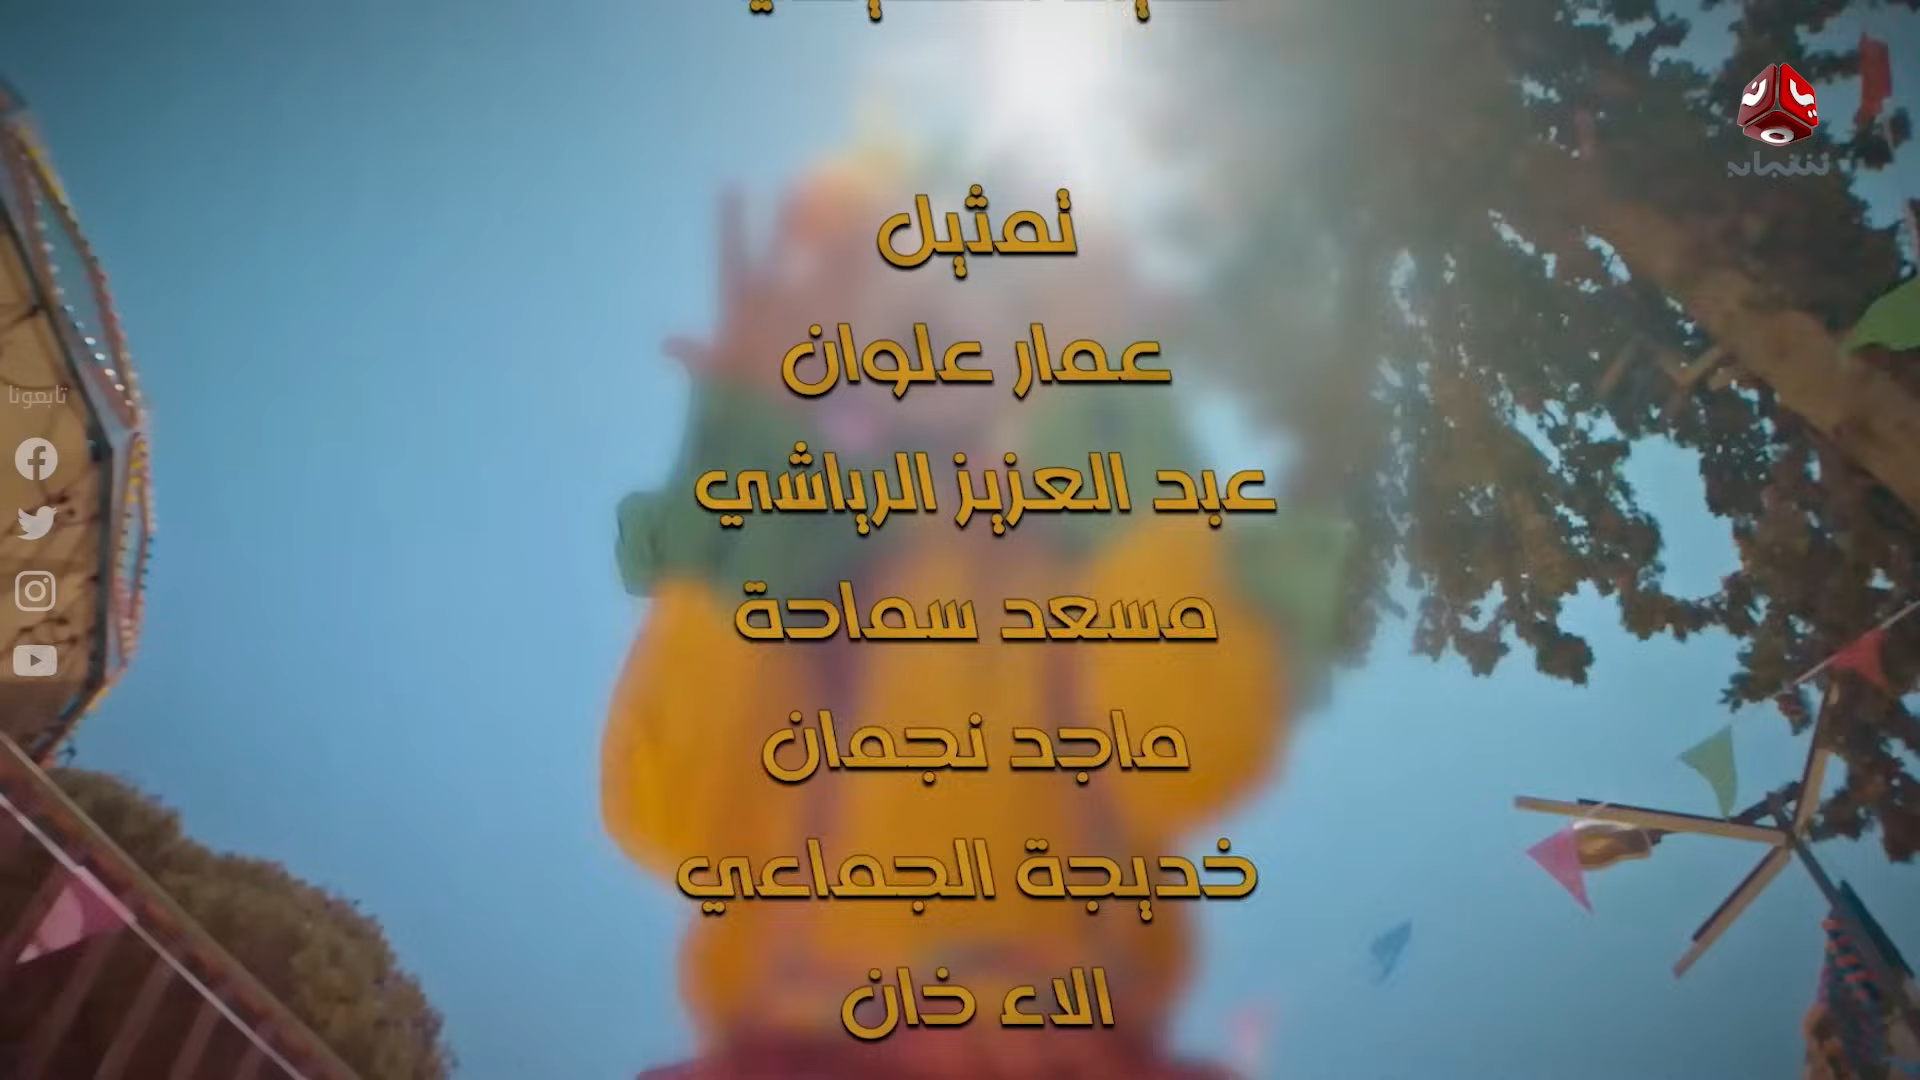 تمثيل
عمار علوان
عبد العزيز الرياشي
مسعد سماحة
ماجد نجمان
خديجة الجماعي
الاء خان
تابعونا